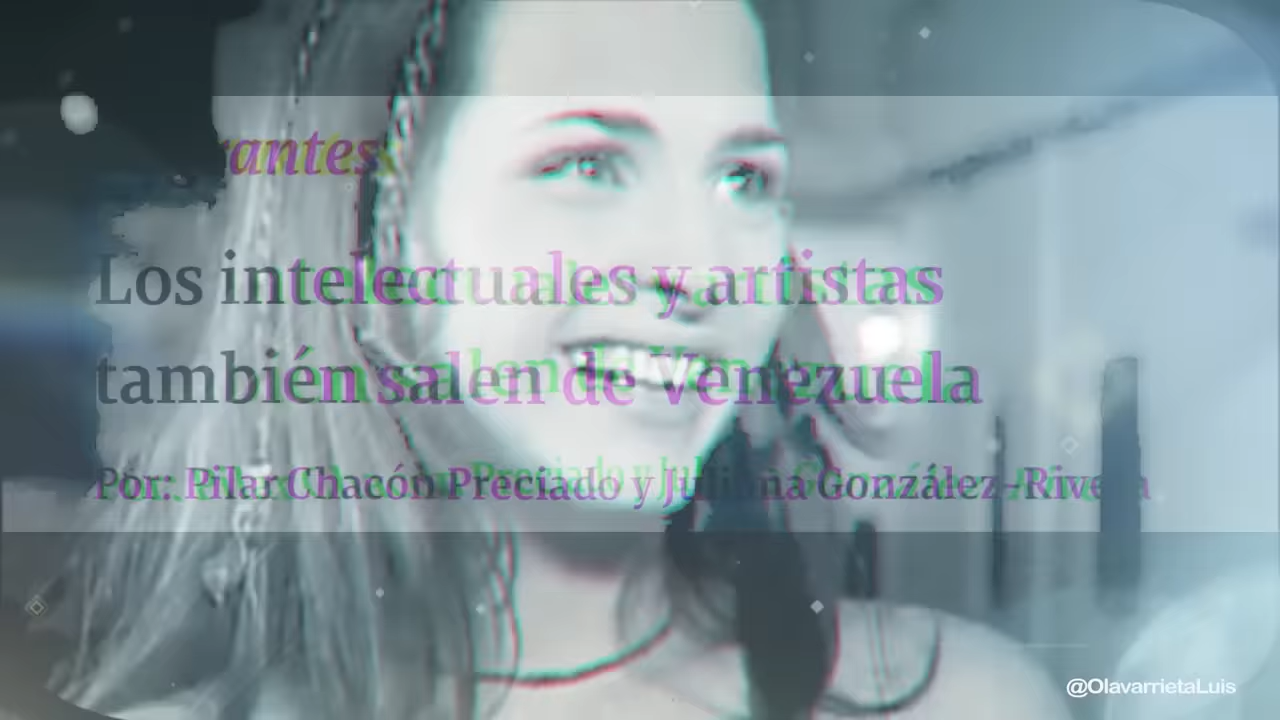 antes
Los intelectuales y artistas
también salen de Venezuela
Por: Pilar Chacón Preciado y Juliana González-Rivera
@OlavarrietaLuis